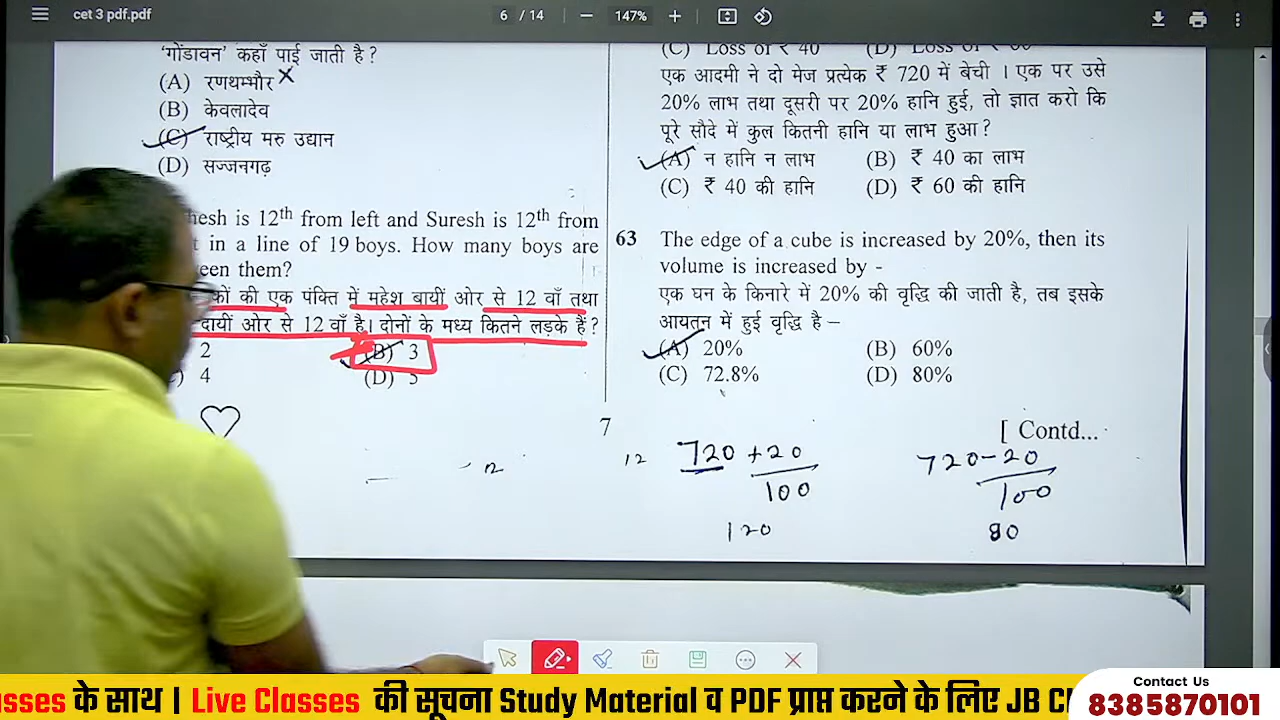 cet 3 pdf.pdf
6 / 14
147%
'गोंडावन' कहाँ पाई जाती है ?
(A) रणथम्भौर x
(B) केवलादेव
(C) राष्ट्रीय मरु उद्यान
(D) सज्जनगढ़
hesh is 12th from left and Suresh is 12th from
t in a line of 19 boys. How many boys are
een them?
कों की एक पंक्ति में महेश बायीं ओर से 12 वाँ तथा
दायीं ओर से 12 वाँ है। दोनों के मध्य कितने लड़के हैं ?
2
(B) 3
4
(D) 5
7
12
(C) Loss of ₹ 40
(D) Loss of ₹ 60
एक आदमी ने दो मेज प्रत्येक ₹ 720 में बेची । एक पर उसे
20% लाभ तथा दूसरी पर 20% हानि हुई, तो ज्ञात करो कि
पूरे सौदे में कुल कितनी हानि या लाभ हुआ ?
(A) न हानि न लाभ
(B) ₹ 40 का लाभ
(C) ₹ 40 की हानि
(D) ₹ 60 की हानि
63 The edge of a cube is increased by 20%, then its
volume is increased by -
एक घन के किनारे में 20% की वृद्धि की जाती है, तब इसके
आयतन में हुई वृद्धि है –
(A) 20%
(B) 60%
(C) 72.8%
(D) 80%
[ Contd...
12
720 + 20
100
120
720 - 20
100
80
asses के साथ । Live Classes की सूचना Study Material व PDF प्राप्त करने के लिए JB C
Contact Us
8385870101